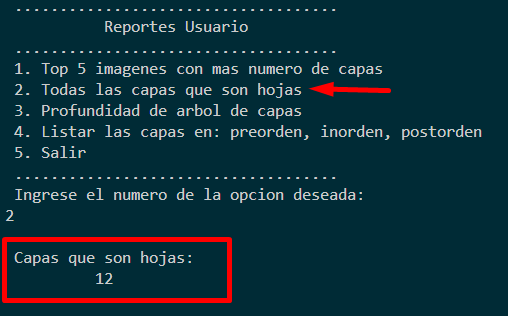 ....................................
Reportes Usuario
....................................
1. Top 5 imagenes con mas numero de capas
2. Todas las capas que son hojas
3. Profundidad de arbol de capas
4. Listar las capas en: preorden, inorden, postorden
5. Salir
....................................
Ingrese el numero de la opcion deseada:
2
Capas que son hojas:
12